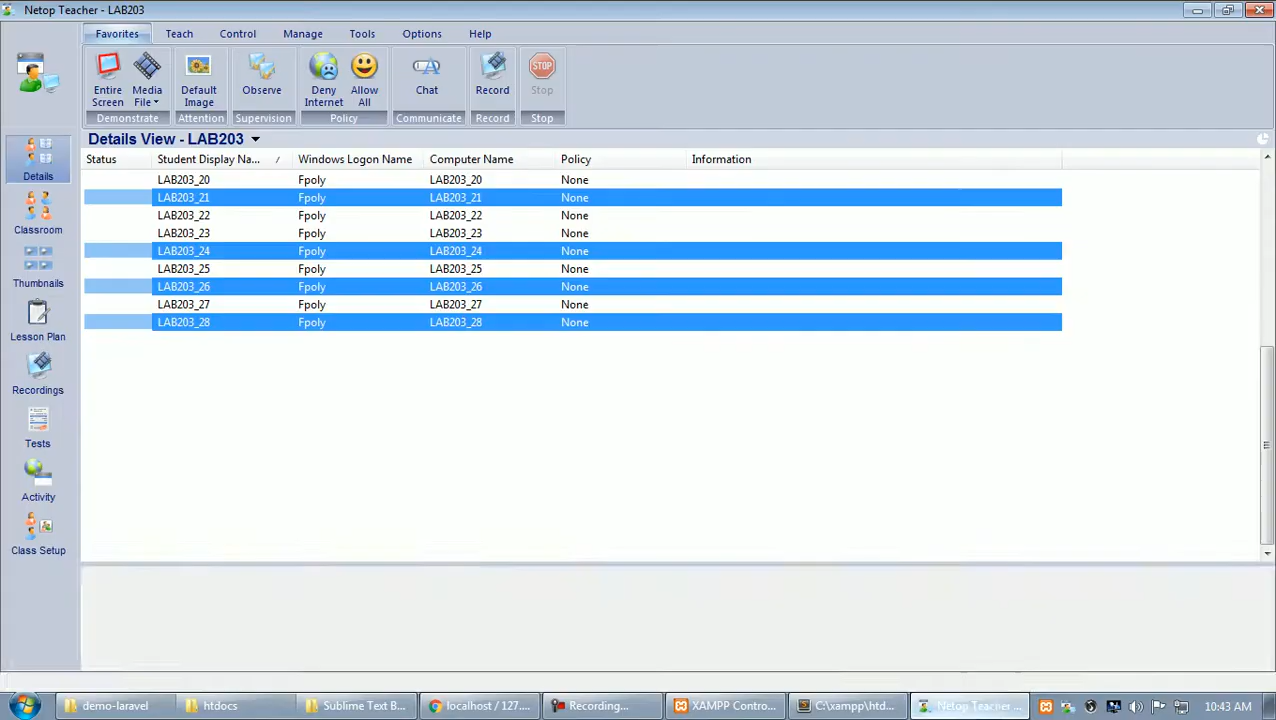 Netop Teacher - LAB203
Favorites Teach Control Manage Tools Options Help
Entire Screen Media File Default Image Observe Deny Internet Allow All Chat Record STOP Stop
Demonstrate Attention Supervision Policy Communicate Record Stop
Details View - LAB203
Status Student Display Na... Windows Logon Name Computer Name Policy Information
LAB203_20 Fpoly LAB203_20 None
LAB203_21 Fpoly LAB203_21 None
LAB203_22 Fpoly LAB203_22 None
LAB203_23 Fpoly LAB203_23 None
LAB203_24 Fpoly LAB203_24 None
LAB203_25 Fpoly LAB203_25 None
LAB203_26 Fpoly LAB203_26 None
LAB203_27 Fpoly LAB203_27 None
LAB203_28 Fpoly LAB203_28 None
Details
Classroom
Thumbnails
Lesson Plan
Recordings
Tests
Activity
Class Setup
demo-laravel htdocs Sublime Text B... localhost / 127.... Recording... XAMPP Contro... C:\xampp\htd... Netop Teacher ... 10:43 AM